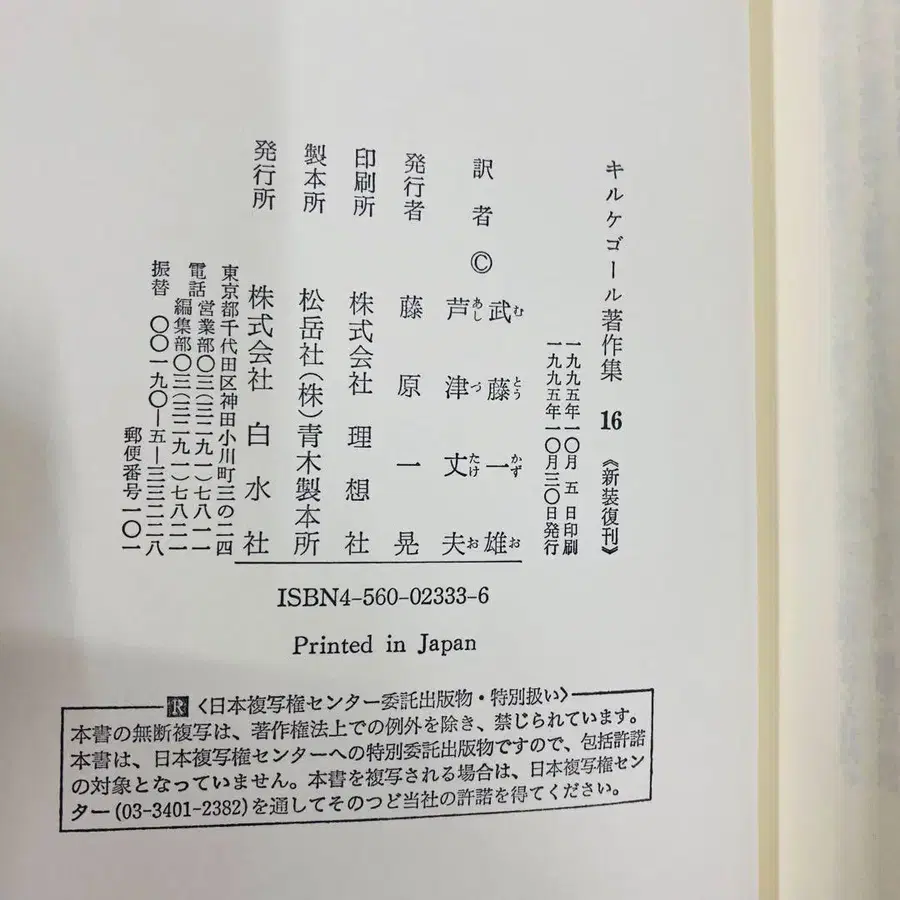 キルケゴール著作集 16 《新装復刊》
一九九五年一〇月 五 日印刷
一九九五年一〇月三〇日発行
訳者 © 武藤一雄
むとうかずお
芦津丈夫
あしづたけお
発行者 藤原一晃
印刷所 株式会社 理想社
製本所 松岳社(株)青木製本所
発行所 株式会社 白水社
東京都千代田区神田小川町三の二四
電話 営業部〇三(三二九一)七八一一
編集部〇三(三二九一)七八二一
振替 〇〇一九〇―五―三三二二八
郵便番号一〇一
ISBN4-560-02333-6
Printed in Japan
R 〈日本複写権センター委託出版物・特別扱い〉
本書の無断複写は、著作権法上での例外を除き、禁じられています。
本書は、日本複写権センターへの特別委託出版物ですので、包括許諾
の対象となっていません。本書を複写される場合は、日本複写権セン
ター(03-3401-2382)を通してそのつど当社の許諾を得てください。